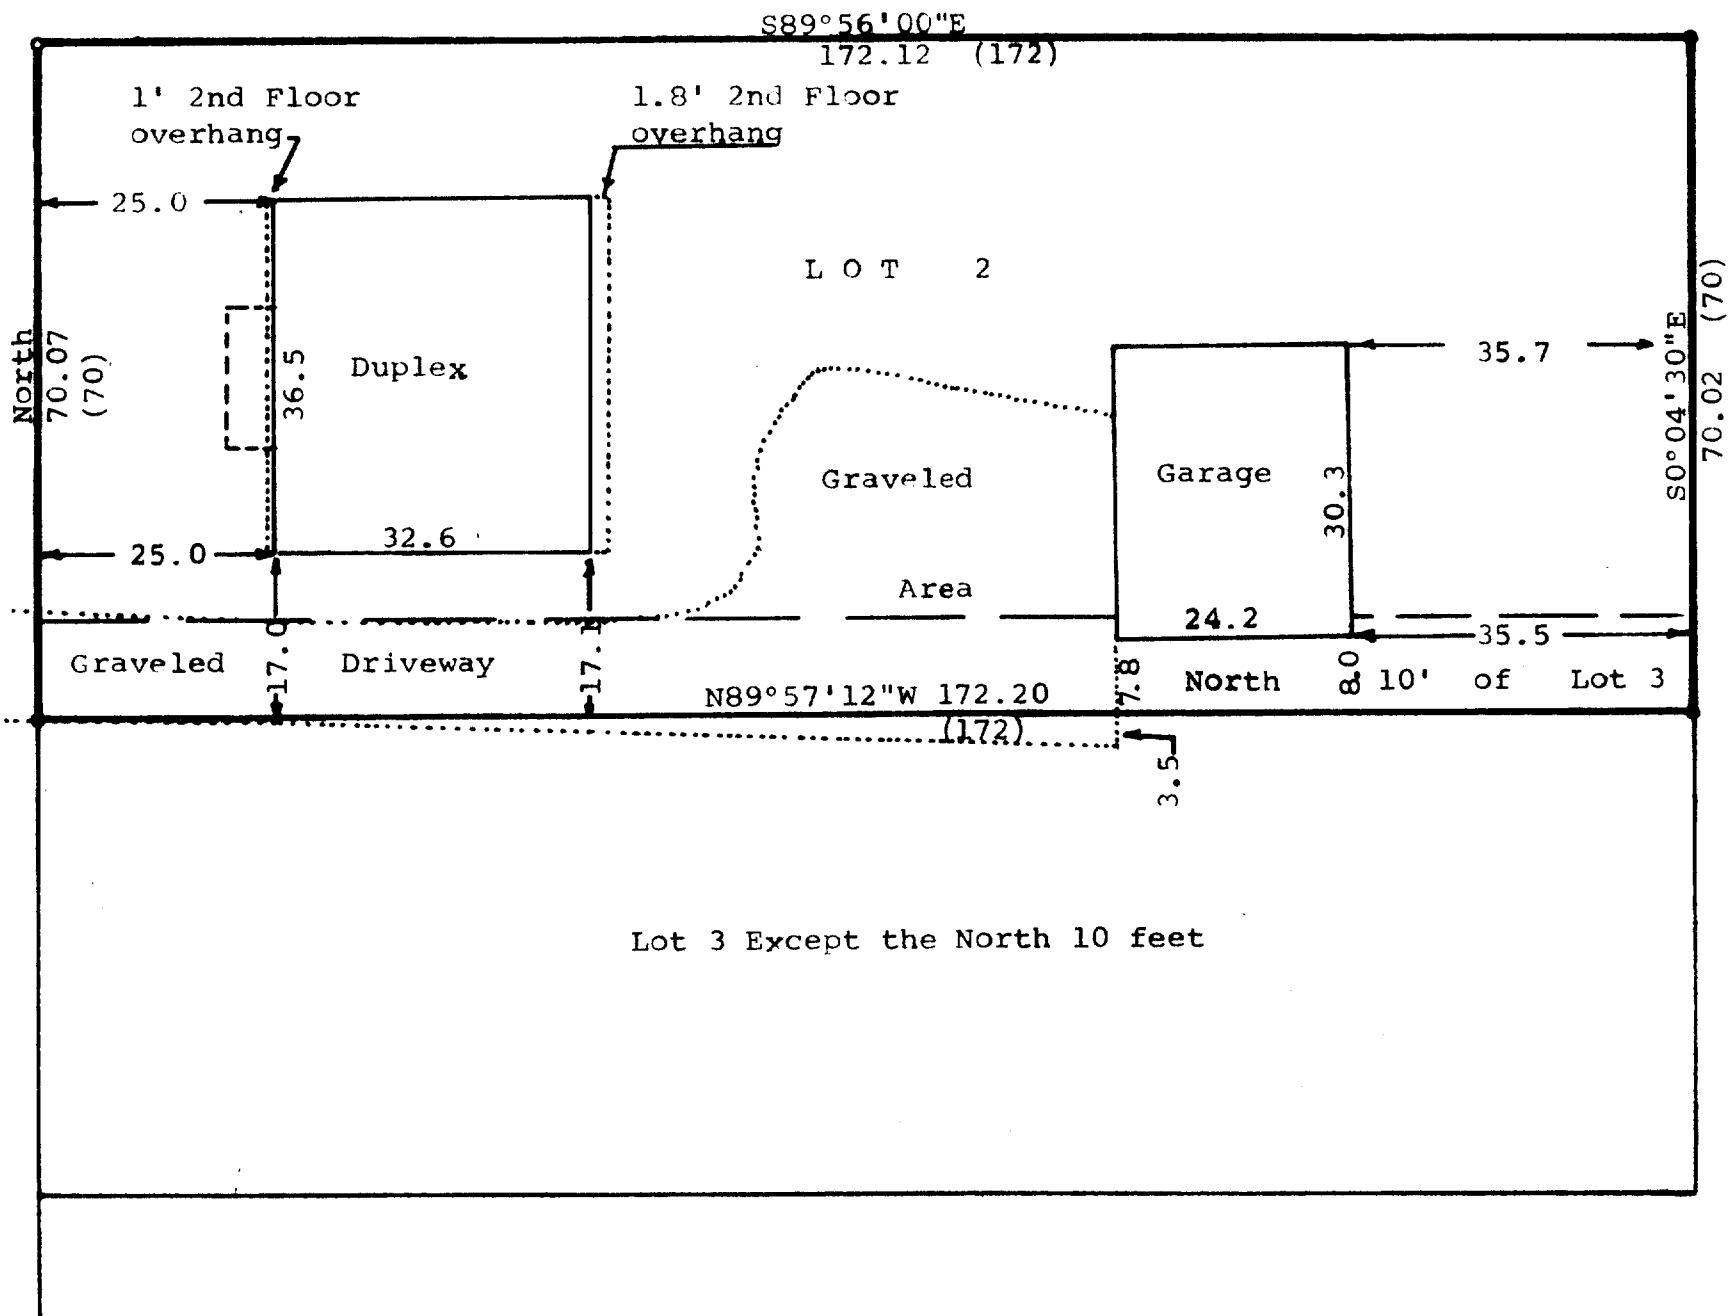 S89°56'00"E
172.12 (172)
1' 2nd Floor
overhang
1.8' 2nd Floor
overhang
25.0
LOT 2
North
70.07
(70)
36.5
Duplex
35.7
S0°04'30"E
70.02 (70)
Graveled
Area
Garage
30.3
32.6
25.0
24.2
35.5
Graveled Driveway
17.0
17.1
7.8
8.0
North 10' of Lot 3
N89°57'12"W 172.20
(172)
3.5
Lot 3 Except the North 10 feet